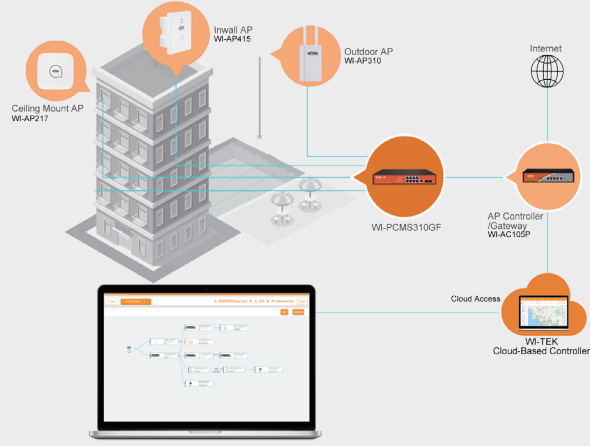 Inwall AP
WI-AP415
Outdoor AP
WI-AP310
Internet
Ceiling Mount AP
WI-AP217
WI-PCMS310GF
AP Controller
/Gateway
WI-AC105P
Cloud Access
WI-TEK
Cloud-Based Controller